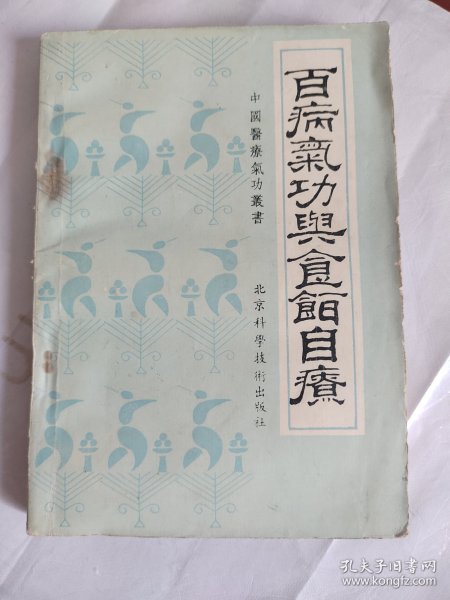 百病氣功與食餌自療
中國醫療氣功叢書
北京科學技術出版社
孔夫子旧书网
www.kongfz.com